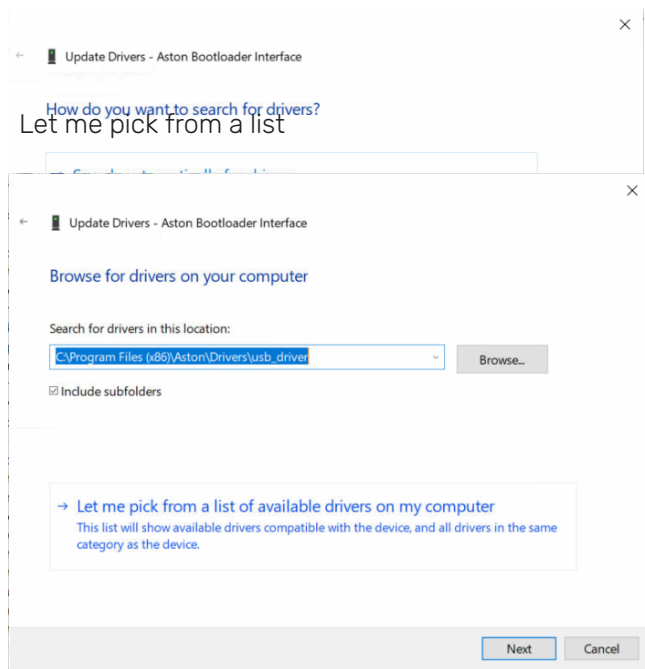 Update Drivers - Aston Bootloader Interface
How do you want to search for drivers?
Let me pick from a list
Update Drivers - Aston Bootloader Interface
Browse for drivers on your computer
Search for drivers in this location:
C:\Program Files (x86)\Aston\Drivers\usb_driver
Browse...
Include subfolders
→ Let me pick from a list of available drivers on my computer
This list will show available drivers compatible with the device, and all drivers in the same
category as the device.
Next Cancel